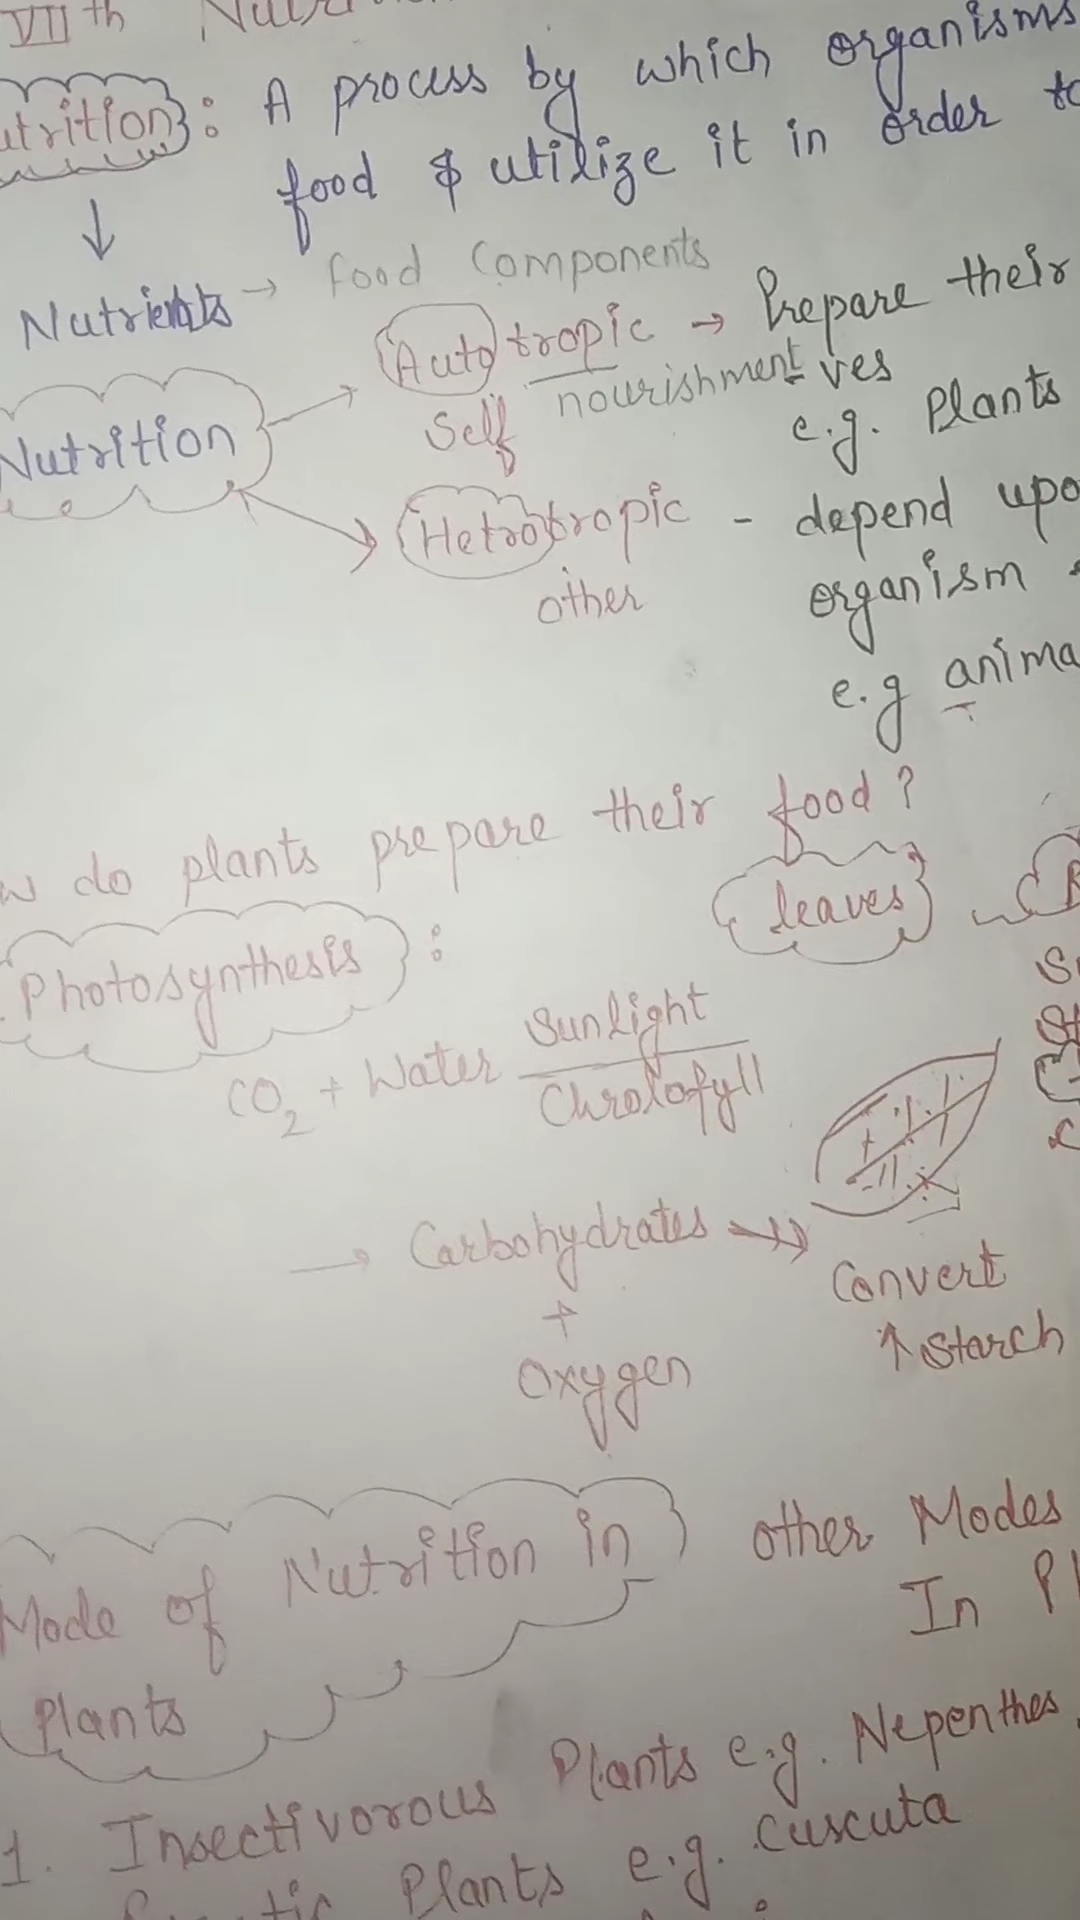 VII th
utrition : A process by which organisms
food & utilize it in order to
Nutrients → food Components
Autotropic → Prepare their
Self nourishment ves
e.g. Plants
Nutrition
Hetrotropic - depend upo
other organism
e.g anima
w do plants prepare their food ?
leaves
Photosynthesis :
CO2 + Water Sunlight
Chrolofyll
→ Carbohydrates
+
Oxygen
Convert
↑ Starch
Mode of Nutrition in
Plants
other Modes
In Pl
1. Insectivorous Plants e.g. Nepenthes
Plants e.g. Cuscuta